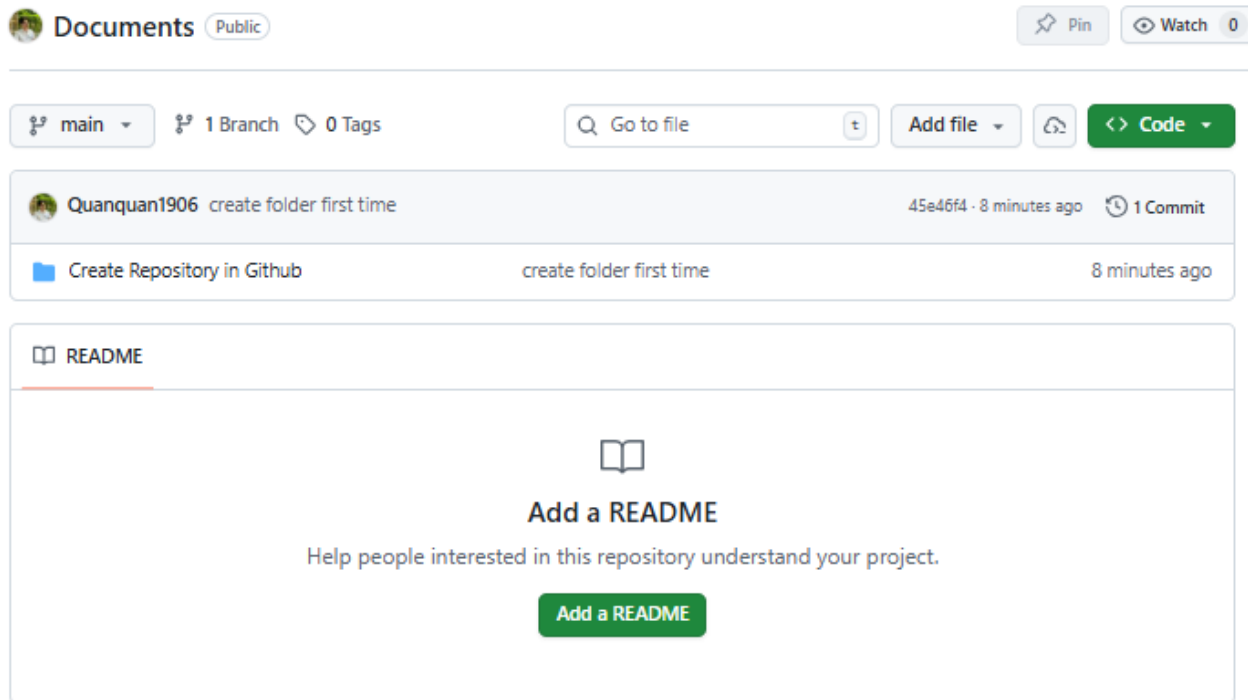 Documents Public Pin Watch 0
main 1 Branch 0 Tags Go to file t Add file Code
Quanquan1906 create folder first time 45e46f4 · 8 minutes ago 1 Commit
Create Repository in Github create folder first time 8 minutes ago
README
Add a README
Help people interested in this repository understand your project.
Add a README